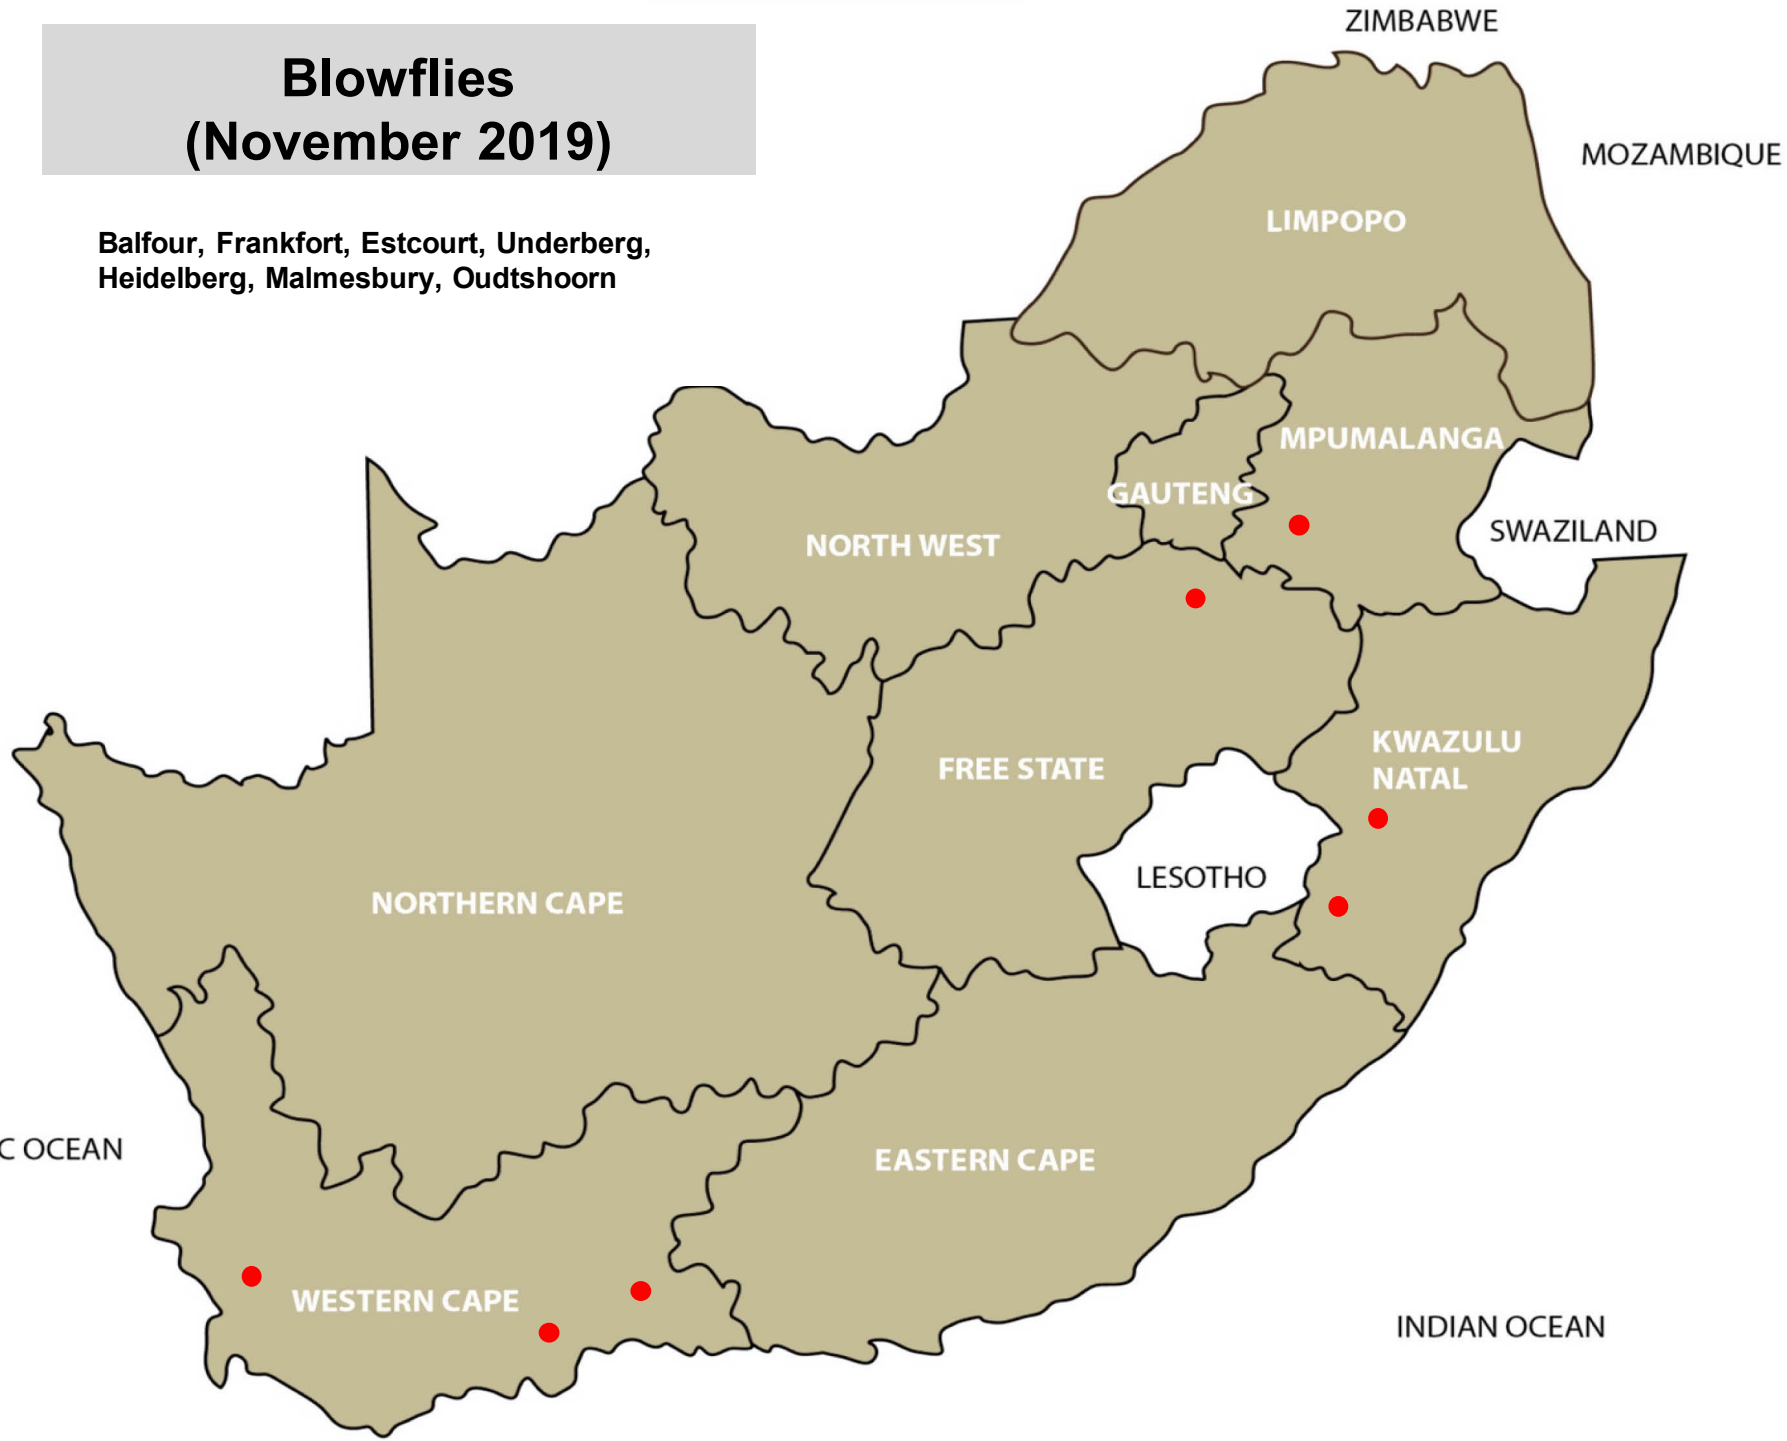 Blowflies
(November 2019)
Balfour, Frankfort, Estcourt, Underberg,
Heidelberg, Malmesbury, Oudtshoorn
ZIMBABWE
MOZAMBIQUE
LIMPOPO
MPUMALANGA
GAUTENG
NORTH WEST
SWAZILAND
KWAZULU
NATAL
FREE STATE
LESOTHO
NORTHERN CAPE
C OCEAN
EASTERN CAPE
WESTERN CAPE
INDIAN OCEAN